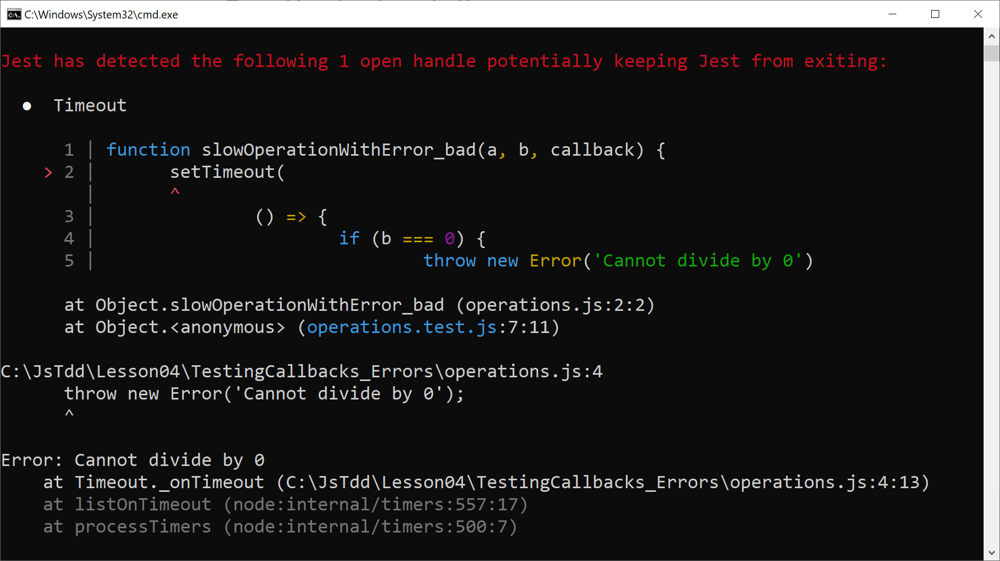 C:\Windows\System32\cmd.exe
Jest has detected the following 1 open handle potentially keeping Jest from exiting:
●  Timeout
1 | function slowOperationWithError_bad(a, b, callback) {
> 2 |       setTimeout(
|       ^
3 |               () => {
4 |                       if (b === 0) {
5 |                               throw new Error('Cannot divide by 0')
at Object.slowOperationWithError_bad (operations.js:2:2)
at Object.<anonymous> (operations.test.js:7:11)
C:\JsTdd\Lesson04\TestingCallbacks_Errors\operations.js:4
throw new Error('Cannot divide by 0');
^
Error: Cannot divide by 0
at Timeout._onTimeout (C:\JsTdd\Lesson04\TestingCallbacks_Errors\operations.js:4:13)
at listOnTimeout (node:internal/timers:557:17)
at processTimers (node:internal/timers:500:7)